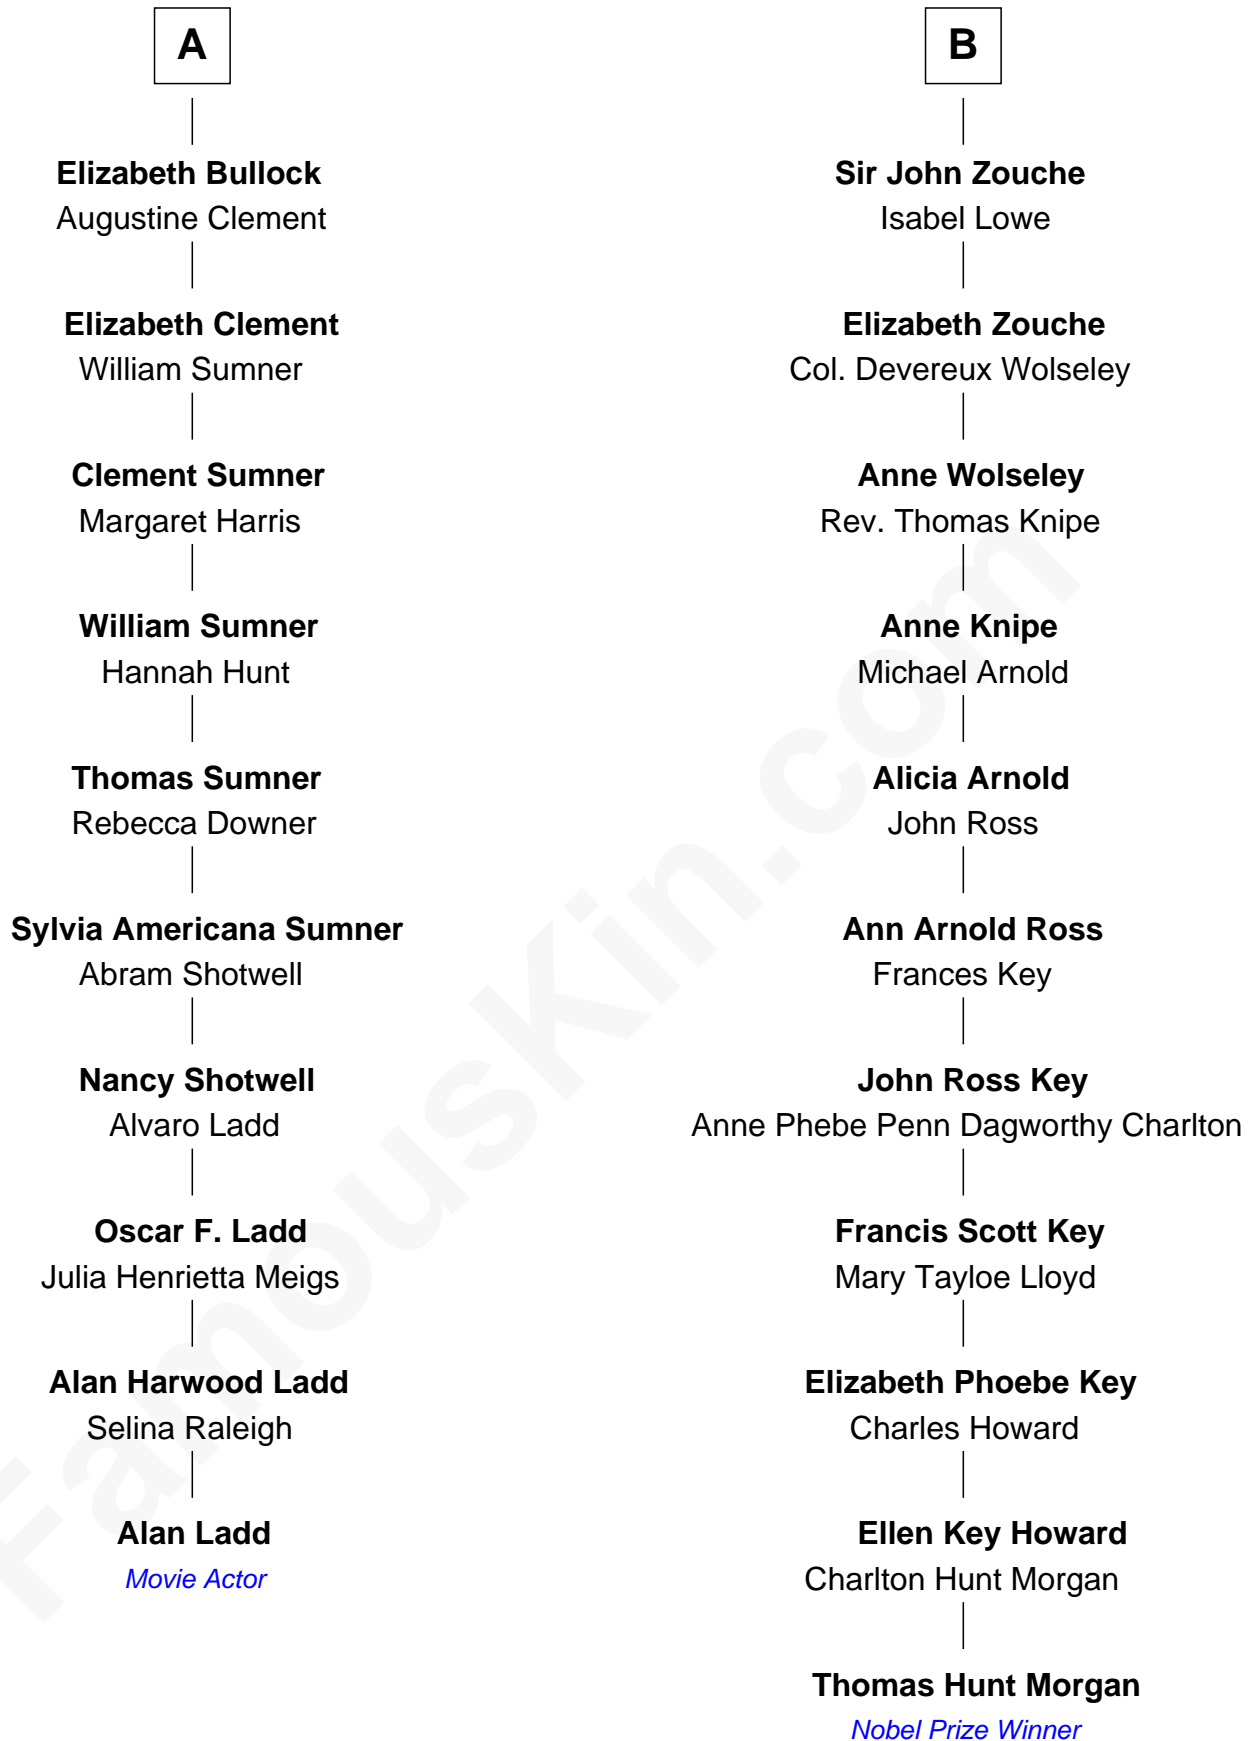 A
Elizabeth Bullock
Augustine Clement
Elizabeth Clement
William Sumner
Clement Sumner
Margaret Harris
William Sumner
Hannah Hunt
Thomas Sumner
Rebecca Downer
Sylvia Americana Sumner
Abram Shotwell
Nancy Shotwell
Alvaro Ladd
Oscar F. Ladd
Julia Henrietta Meigs
Alan Harwood Ladd
Selina Raleigh
Alan Ladd
Movie Actor
B
Sir John Zouche
Isabel Lowe
Elizabeth Zouche
Col. Devereux Wolseley
Anne Wolseley
Rev. Thomas Knipe
Anne Knipe
Michael Arnold
Alicia Arnold
John Ross
Ann Arnold Ross
Frances Key
John Ross Key
Anne Phebe Penn Dagworthy Charlton
Francis Scott Key
Mary Tayloe Lloyd
Elizabeth Phoebe Key
Charles Howard
Ellen Key Howard
Charlton Hunt Morgan
Thomas Hunt Morgan
Nobel Prize Winner
FamousKin.com